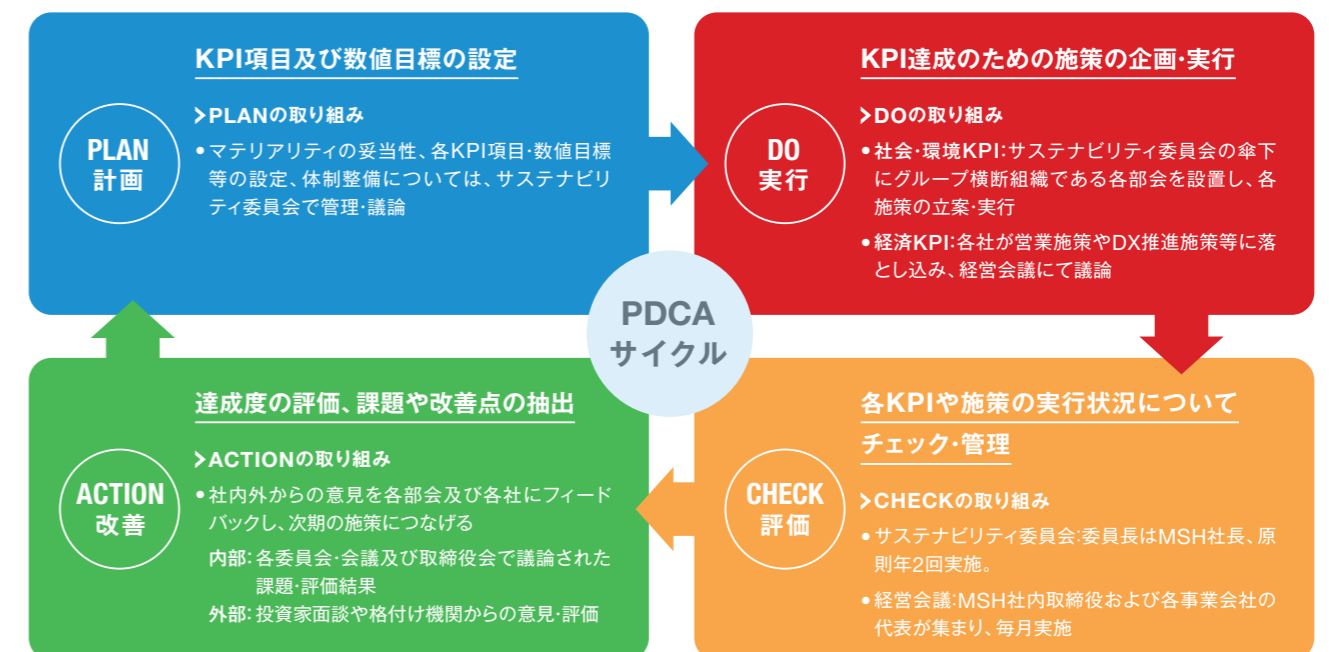 KPI項目及び数値目標の設定
PLAN
計画
>PLANの取り組み
•マテリアリティの妥当性、各KPI項目・数値目標
等の設定、体制整備については、サステナビリ
ティ委員会で管理・議論
KPI達成のための施策の企画・実行
DO
実行
>DOの取り組み
•社会・環境KPI:サステナビリティ委員会の傘下
にグループ横断組織である各部会を設置し、各
施策の立案・実行
•経済KPI:各社が営業施策やDX推進施策等に落
とし込み、経営会議にて議論
PDCA
サイクル
達成度の評価、課題や改善点の抽出
ACTION
改善
>ACTIONの取り組み
•社内外からの意見を各部会及び各社にフィード
バックし、次期の施策につなげる
内部:各委員会・会議及び取締役会で議論された
課題・評価結果
外部:投資家面談や格付け機関からの意見・評価
各KPIや施策の実行状況について
チェック・管理
CHECK
評価
>CHECKの取り組み
•サステナビリティ委員会:委員長はMSH社長、原
則年2回実施。
•経営会議:MSH社内取締役および各事業会社の
代表が集まり、毎月実施